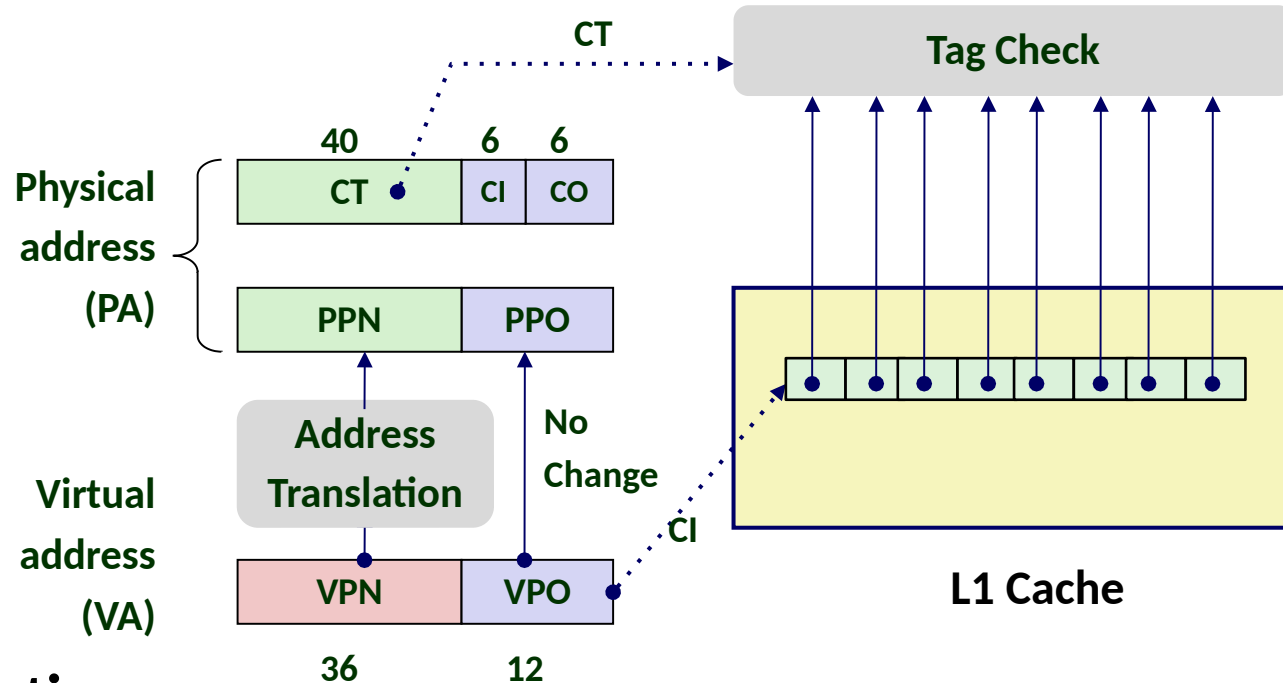 CT
Tag Check
40
6
6
Physical
address
(PA)
CT
CI
CO
PPN
PPO
Address
Translation
No
Change
CI
Virtual
address
(VA)
VPN
VPO
L1 Cache
36
12